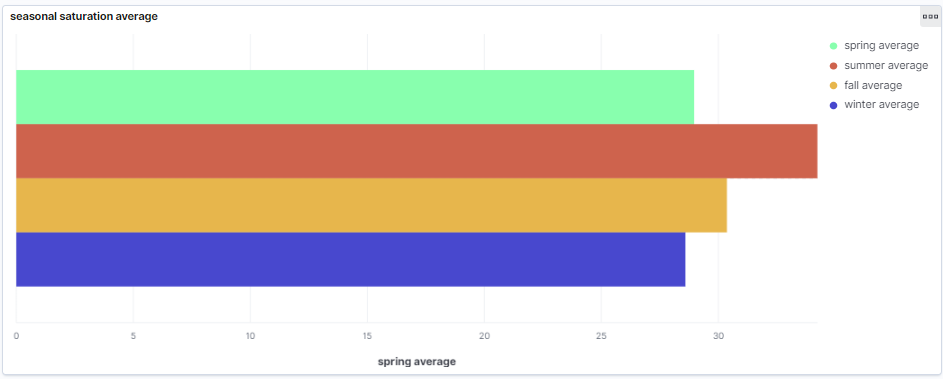 seasonal saturation average
spring average
summer average
fall average
winter average
0 5 10 15 20 25 30
spring average